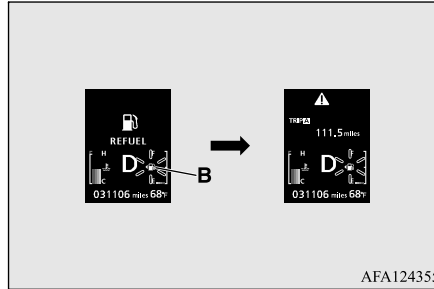 REFUEL
F H
D
F
C
031106 miles 68°F
B
TRIP A
111.5 miles
F H
D
F
C
031106 miles 68°F
AFA12435